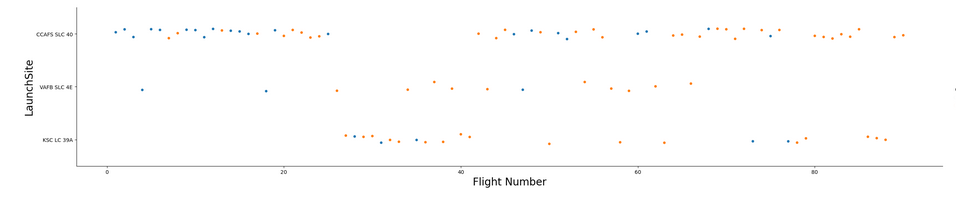 LaunchSite
CCAFS SLC 40
VAFB SLC 4E
KSC LC 39A
0 20 40 60 80
Flight Number